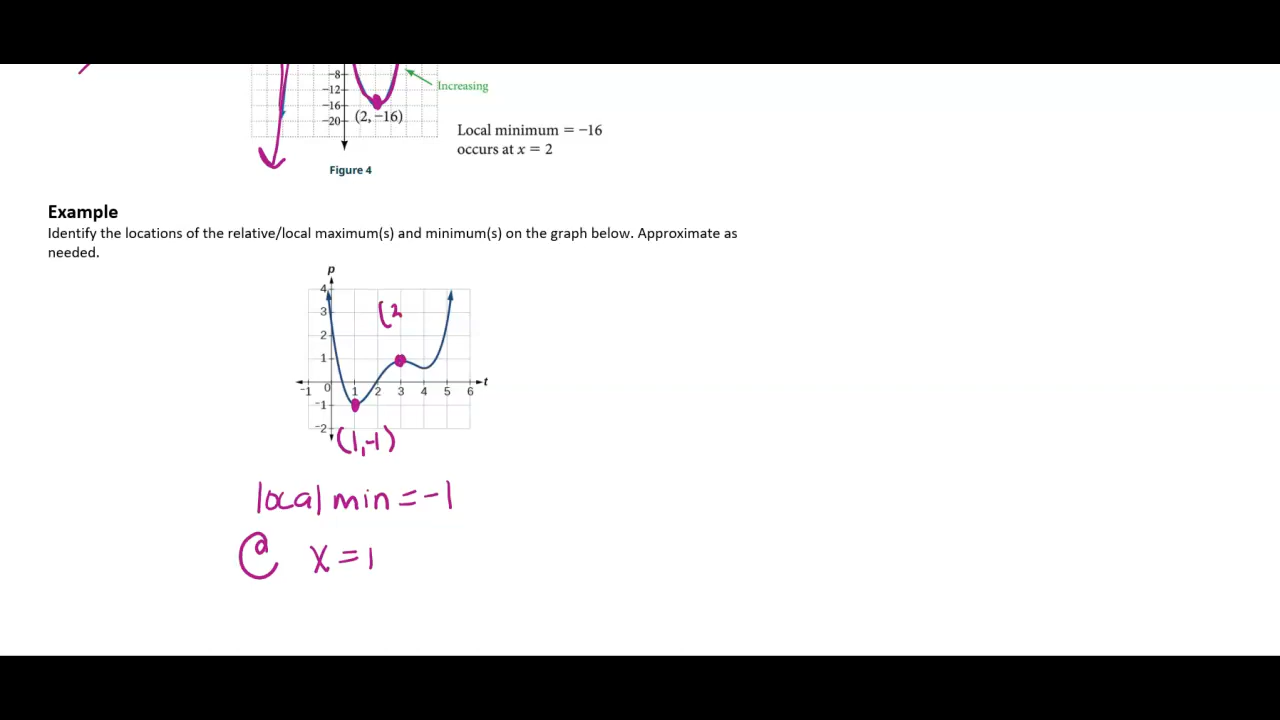 −8
Increasing
−12
−16
(2, −16)
−20
Local minimum = −16
occurs at x = 2
Figure 4
Example
Identify the locations of the relative/local maximum(s) and minimum(s) on the graph below. Approximate as
needed.
p
4
(2
3
2
1
t
−1 0 1 2 3 4 5 6
−1
−2
(1,-1)
local min = -1
@ x = 1